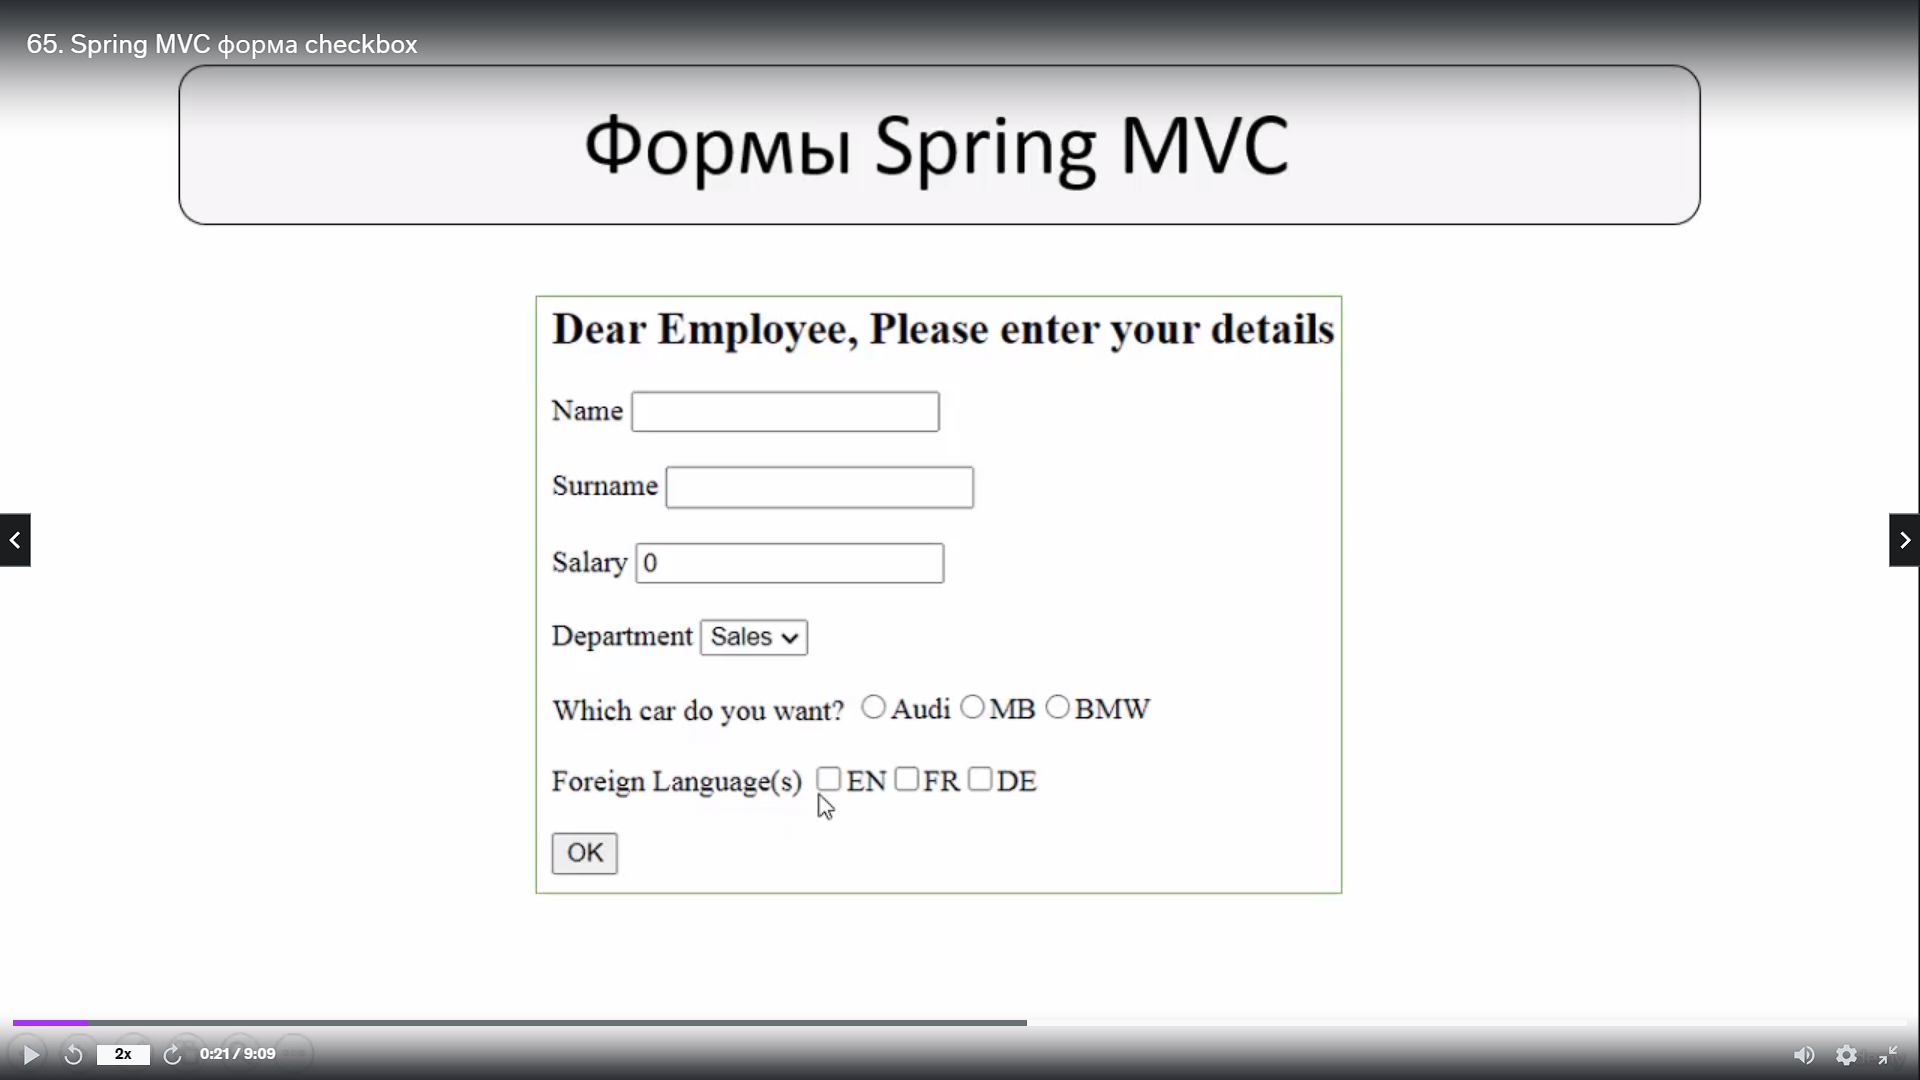 65. Spring MVC форма checkbox
Формы Spring MVC
Dear Employee, Please enter your details
Name
Surname
Salary 0
Department Sales
Which car do you want? Audi MB BMW
Foreign Language(s) EN FR DE
OK
2x 0:21 / 9:09